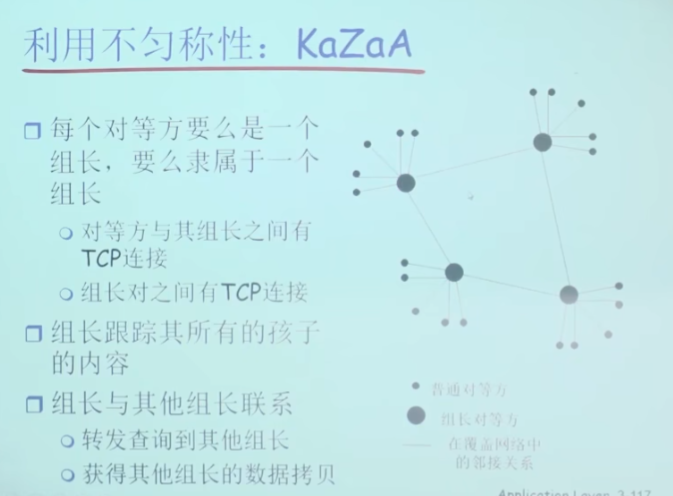 利用不匀称性：KaZaA
❒ 每个对等方要么是一个
组长，要么隶属于一个
组长
○ 对等方与其组长之间有
TCP连接
○ 组长对之间有TCP连接
❒ 组长跟踪其所有的孩子
的内容
❒ 组长与其他组长联系
○ 转发查询到其他组长
○ 获得其他组长的数据拷贝
普通对等方
组长对等方
在覆盖网络中
的邻接关系
Application Layer 2-117